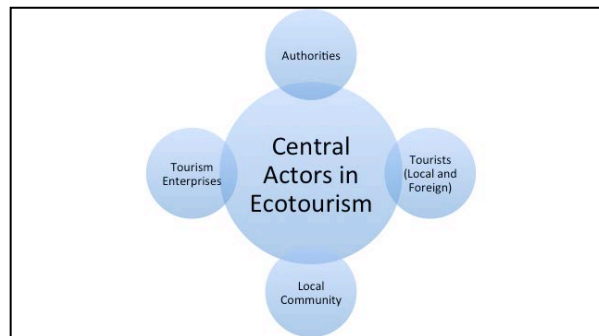 Authorities
Central
Actors in
Ecotourism
Tourism
Enterprises
Tourists
(Local and
Foreign)
Local
Community